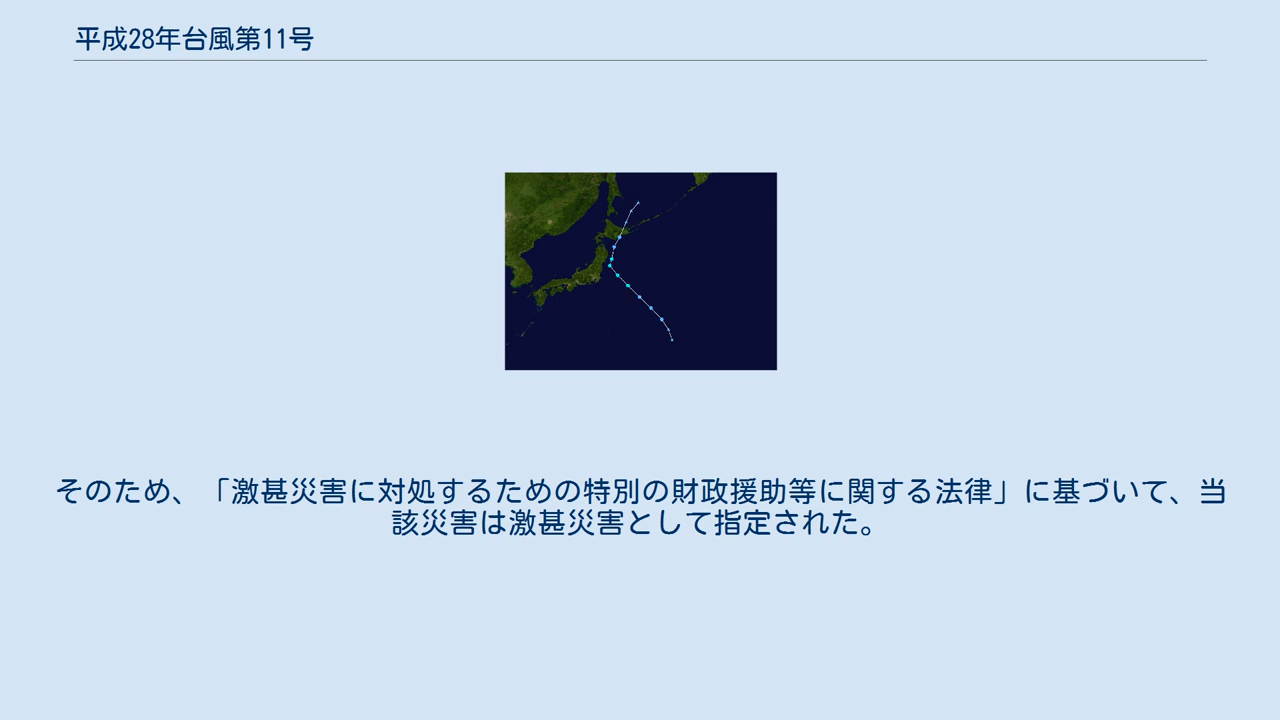 平成28年台風第11号
そのため、「激甚災害に対処するための特別の財政援助等に関する法律」に基づいて、当
該災害は激甚災害として指定された。